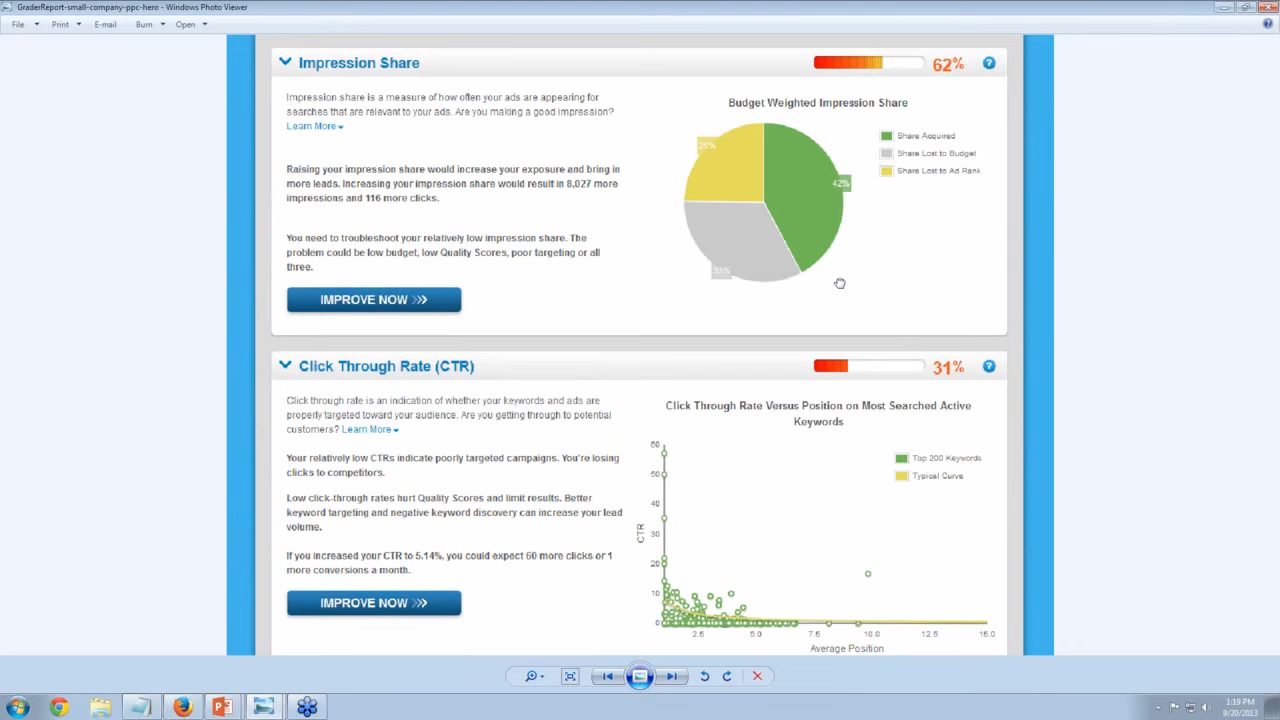 GraderReport-small-company-ppc-hero - Windows Photo Viewer
File Print E-mail Burn Open
Impression Share
62%
Impression share is a measure of how often your ads are appearing for
searches that are relevant to your ads. Are you making a good impression?
Learn More
Raising your impression share would increase your exposure and bring in
more leads. Increasing your impression share would result in 8,027 more
impressions and 116 more clicks.
You need to troubleshoot your relatively low impression share. The
problem could be low budget, low Quality Scores, poor targeting or all
three.
IMPROVE NOW
Budget Weighted Impression Share
Share Acquired
Share Lost to Budget
Share Lost to Ad Rank
42%
Click Through Rate (CTR)
31%
Click through rate is an indication of whether your keywords and ads are
properly targeted toward your audience. Are you getting through to potential
customers? Learn More
Your relatively low CTRs indicate poorly targeted campaigns. You're losing
clicks to competitors.
Low click-through rates hurt Quality Scores and limit results. Better
keyword targeting and negative keyword discovery can increase your lead
volume.
If you increased your CTR to 5.14%, you could expect 60 more clicks or 1
more conversions a month.
IMPROVE NOW
Click Through Rate Versus Position on Most Searched Active
Keywords
Top 200 Keywords
Typical Curve
CTR
60
50
40
30
20
10
0
2.5 5.0 7.5 10.0 12.5 15.0
Average Position
1:19 PM
9/20/2013